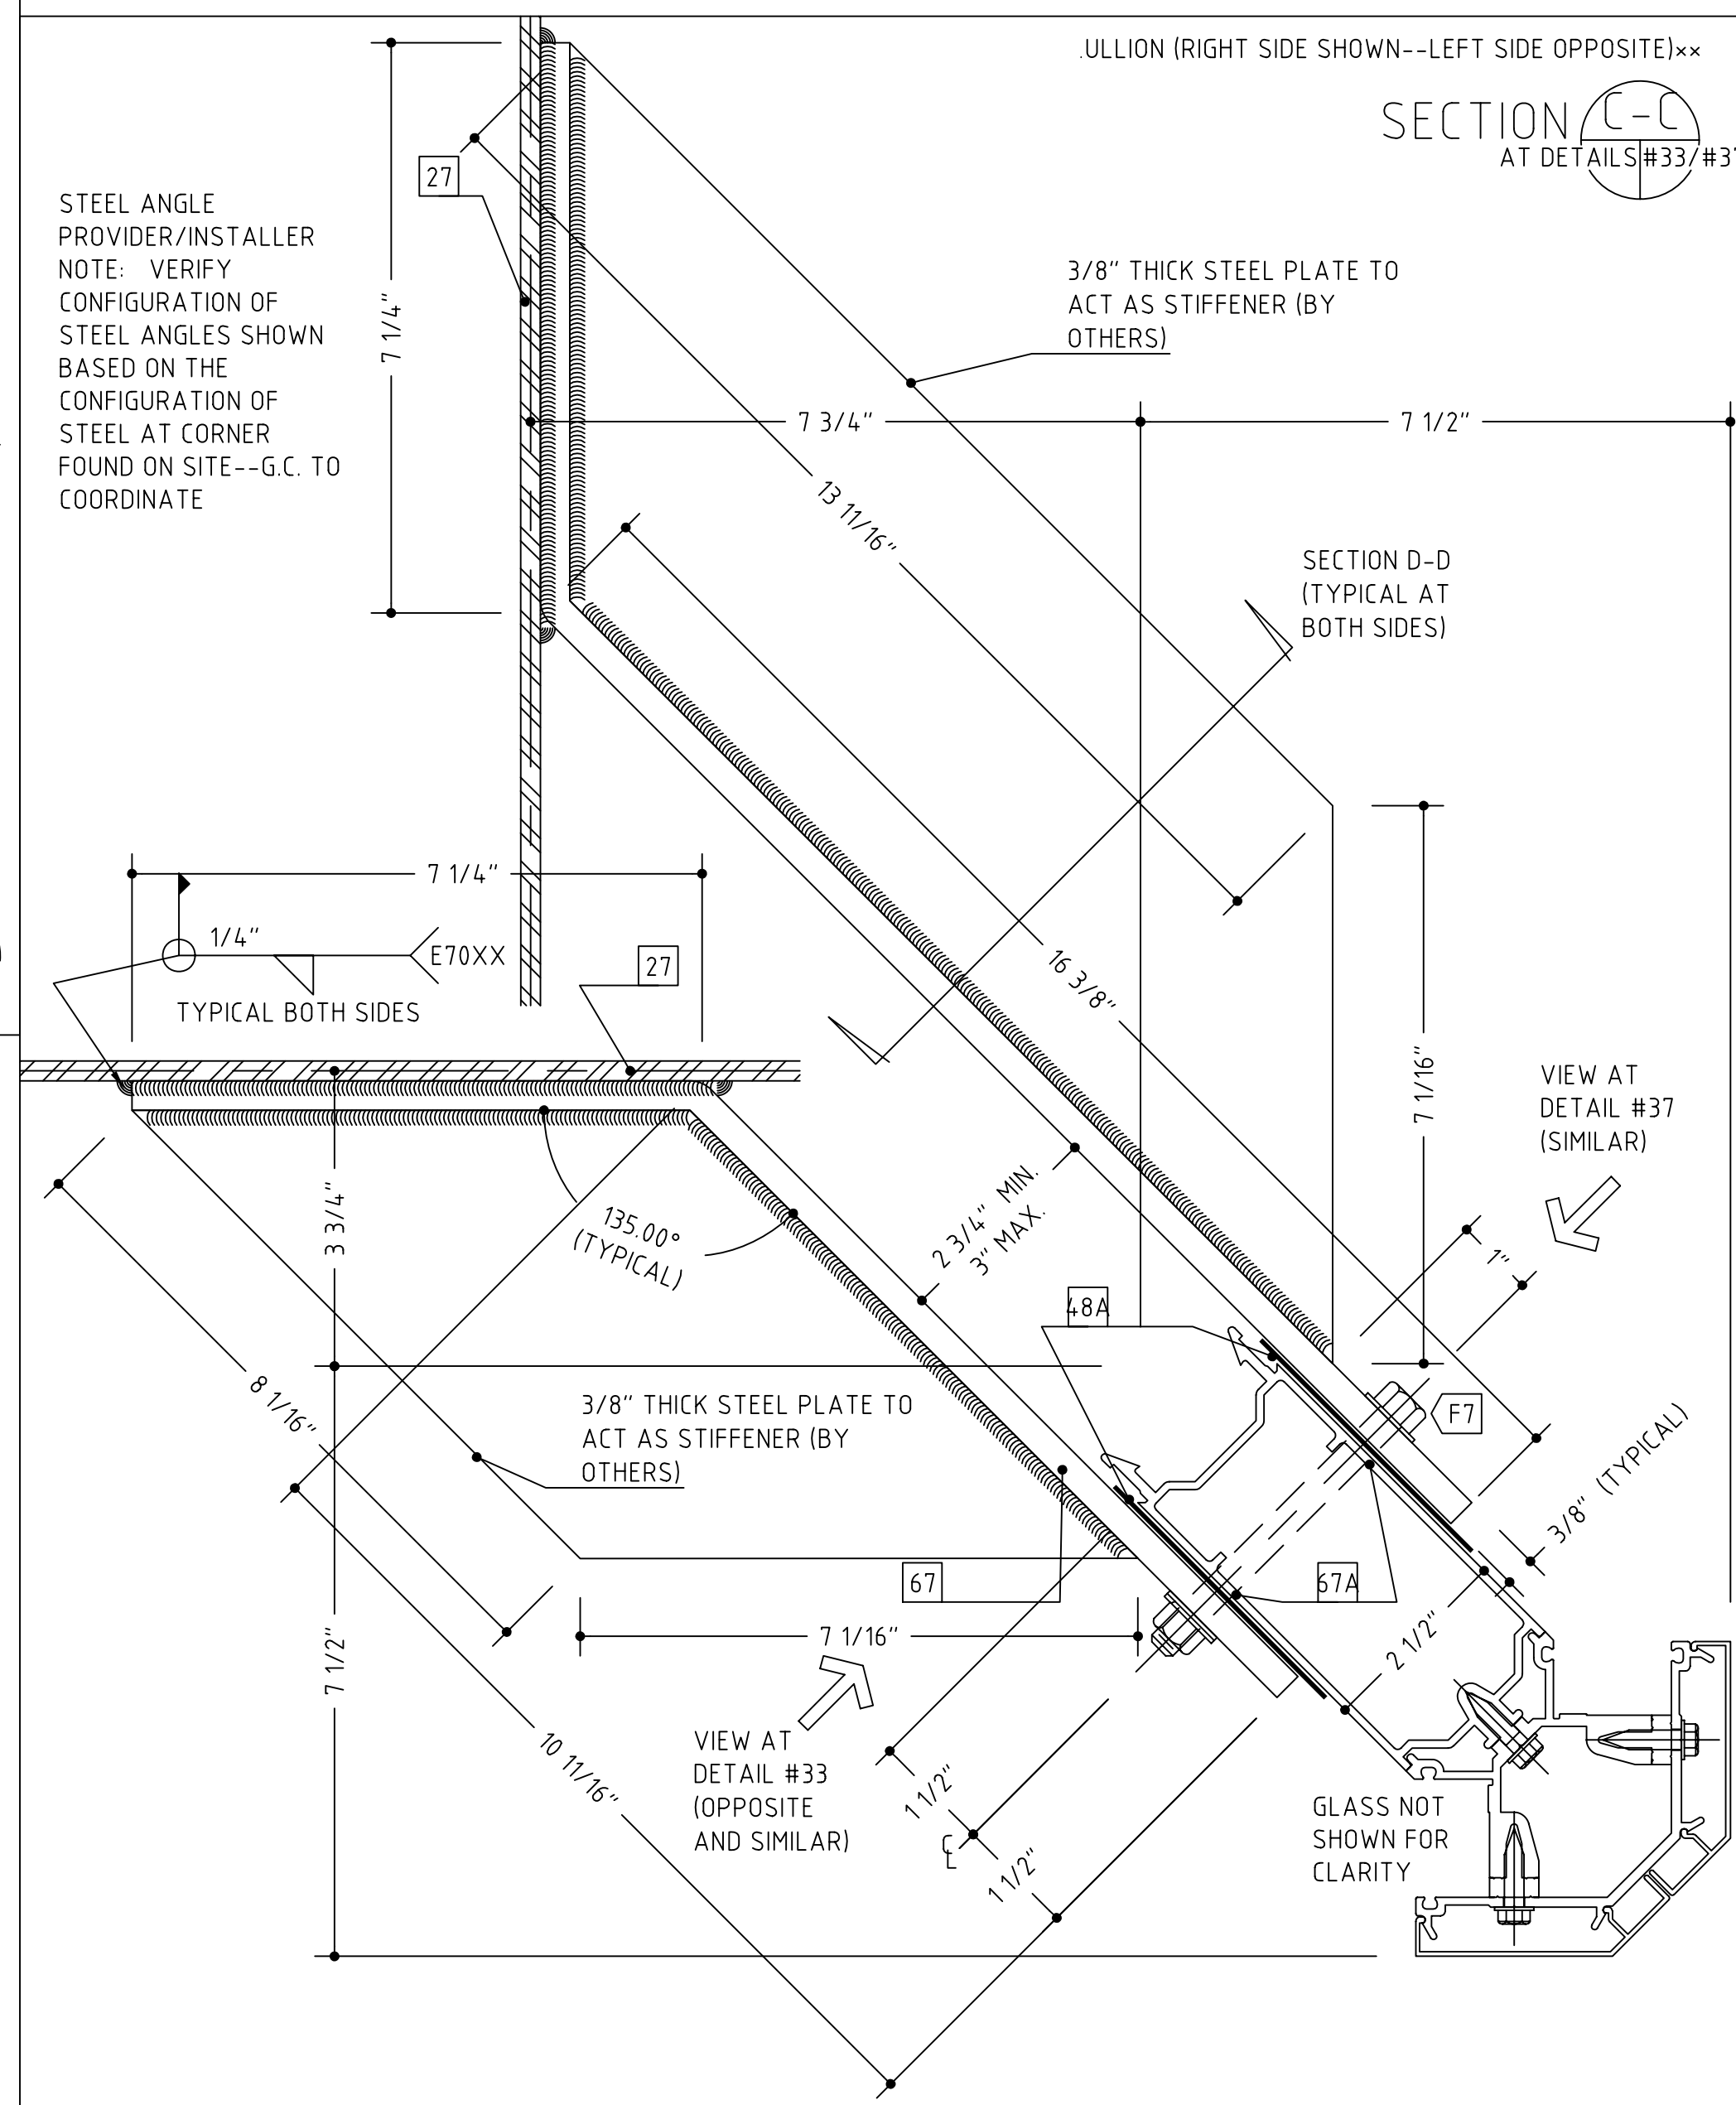 .ULLION (RIGHT SIDE SHOWN--LEFT SIDE OPPOSITE)××
SECTION C-C
AT DETAILS #33/#3
27
STEEL ANGLE
PROVIDER/INSTALLER
NOTE: VERIFY
CONFIGURATION OF
STEEL ANGLES SHOWN
BASED ON THE
CONFIGURATION OF
STEEL AT CORNER
FOUND ON SITE--G.C. TO
COORDINATE
7 1/4"
3/8" THICK STEEL PLATE TO
ACT AS STIFFENER (BY
OTHERS)
7 3/4"
7 1/2"
13 11/16"
SECTION D-D
(TYPICAL AT
BOTH SIDES)
7 1/4"
1/4"
E70XX
TYPICAL BOTH SIDES
27
16 3/8"
7 1/16"
VIEW AT
DETAIL #37
(SIMILAR)
3 3/4"
135.00°
(TYPICAL)
2 3/4" MIN.
3" MAX.
1"
48A
8 1/16"
3/8" THICK STEEL PLATE TO
ACT AS STIFFENER (BY
OTHERS)
F7
3/8" (TYPICAL)
67
67A
7 1/16"
7 1/2"
2 1/2"
VIEW AT
DETAIL #33
(OPPOSITE
AND SIMILAR)
10 11/16"
1 1/2"
℄
1 1/2"
GLASS NOT
SHOWN FOR
CLARITY